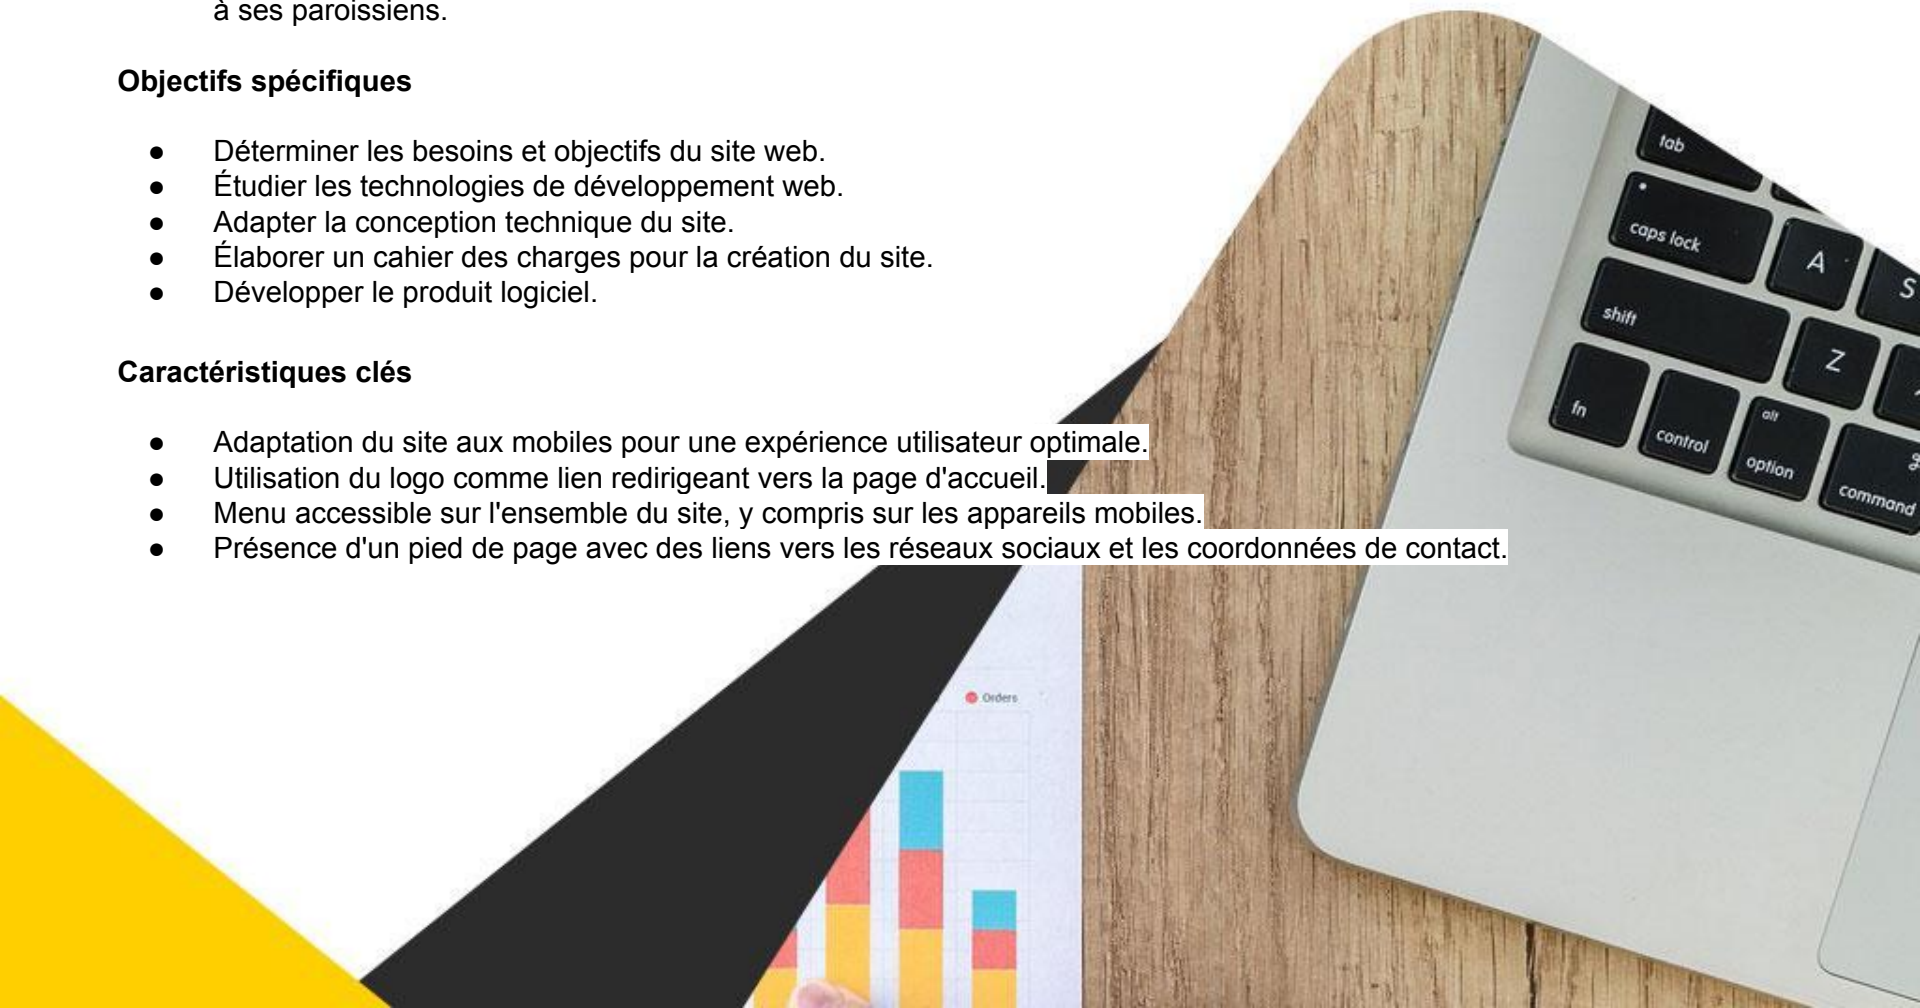 à ses paroissiens.
Objectifs spécifiques
● Déterminer les besoins et objectifs du site web.
● Étudier les technologies de développement web.
● Adapter la conception technique du site.
● Élaborer un cahier des charges pour la création du site.
● Développer le produit logiciel.
Caractéristiques clés
● Adaptation du site aux mobiles pour une expérience utilisateur optimale.
● Utilisation du logo comme lien redirigeant vers la page d'accueil.
● Menu accessible sur l'ensemble du site, y compris sur les appareils mobiles.
● Présence d'un pied de page avec des liens vers les réseaux sociaux et les coordonnées de contact.
tab
caps lock
A
S
shift
Z
fn
control
alt
option
command
Orders